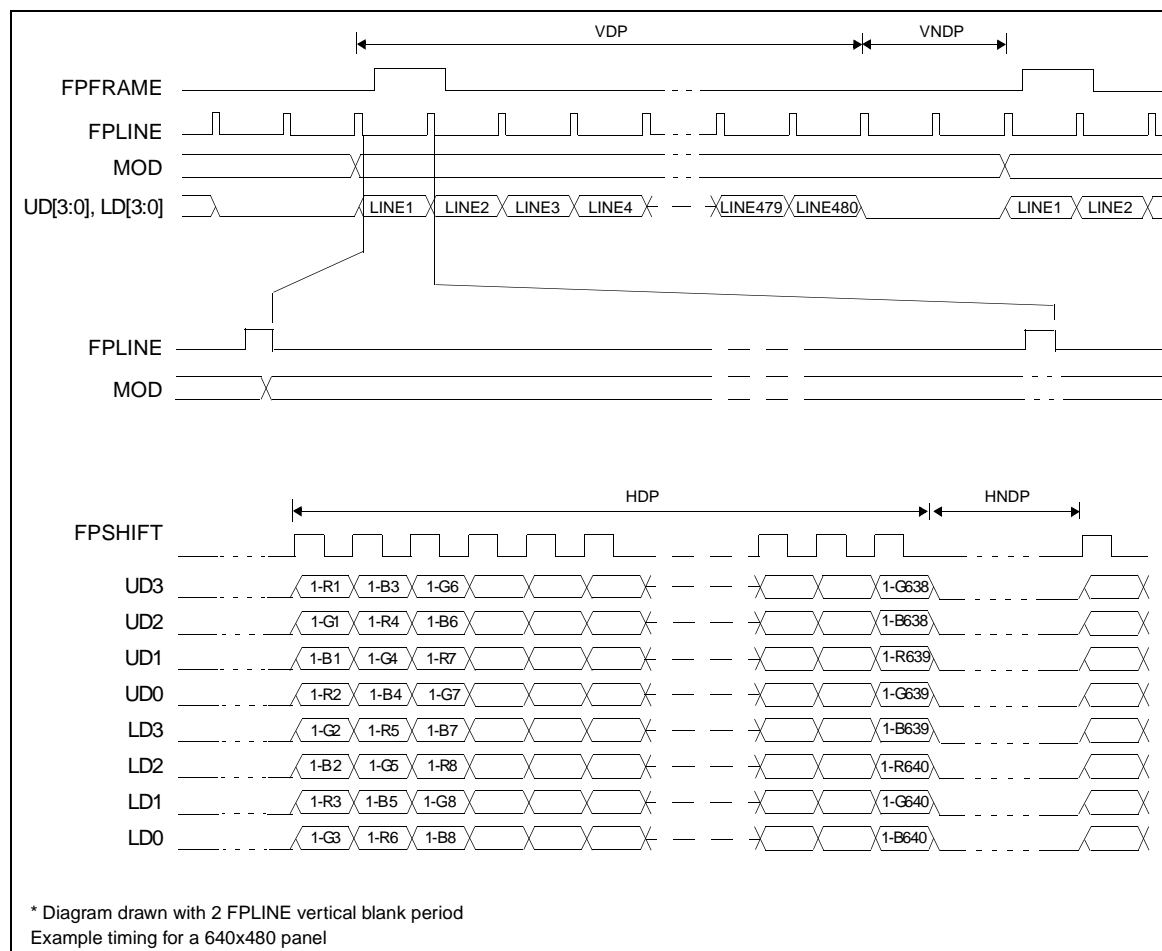 VDP VNDP
FPFRAME
FPLINE
MOD
UD[3:0], LD[3:0] LINE1 LINE2 LINE3 LINE4 LINE479 LINE480 LINE1 LINE2
FPLINE
MOD
HDP HNDP
FPSHIFT
UD3 1-R1 1-B3 1-G6 1-G638
UD2 1-G1 1-R4 1-B6 1-B638
UD1 1-B1 1-G4 1-R7 1-R639
UD0 1-R2 1-B4 1-G7 1-G639
LD3 1-G2 1-R5 1-B7 1-B639
LD2 1-B2 1-G5 1-R8 1-R640
LD1 1-R3 1-B5 1-G8 1-G640
LD0 1-G3 1-R6 1-B8 1-B640
* Diagram drawn with 2 FPLINE vertical blank period
Example timing for a 640x480 panel